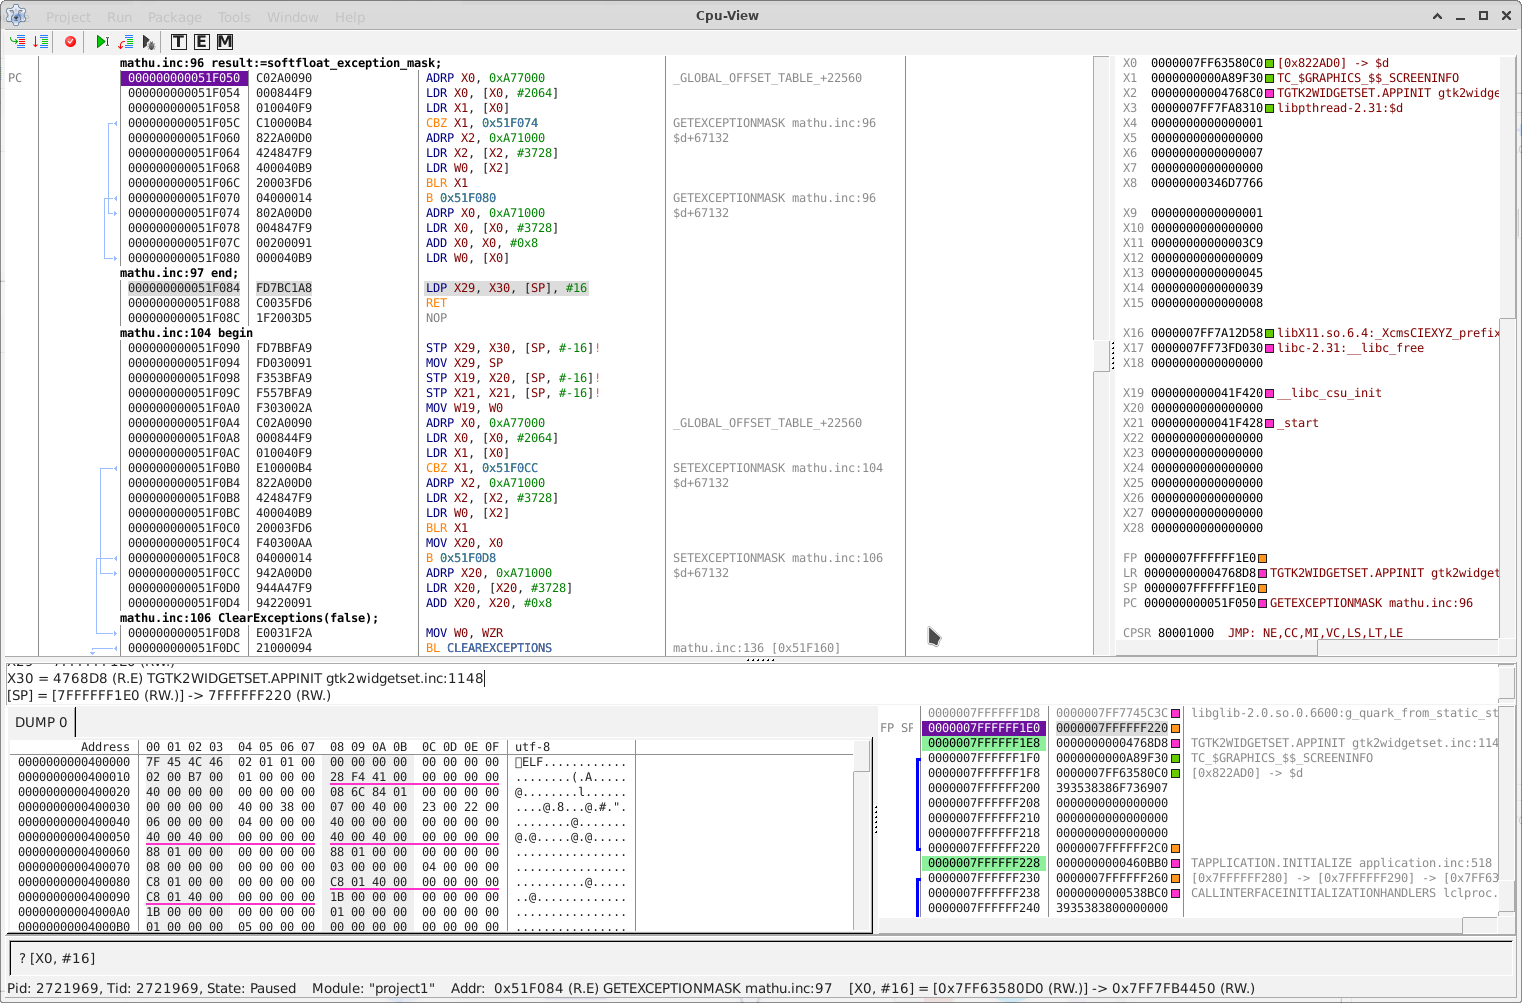 Cpu-View
Project Run Package Tools Window Help
T E M
mathu.inc:96 result:=softfloat_exception_mask;
PC 000000000051F050 C02A0090 ADRP X0, 0xA77000 _GLOBAL_OFFSET_TABLE_+22560
000000000051F054 000844F9 LDR X0, [X0, #2064]
000000000051F058 010040F9 LDR X1, [X0]
000000000051F05C C10000B4 CBZ X1, 0x51F074 GETEXCEPTIONMASK mathu.inc:96
000000000051F060 822A00D0 ADRP X2, 0xA71000 $d+67132
000000000051F064 424847F9 LDR X2, [X2, #3728]
000000000051F068 400040B9 LDR W0, [X2]
000000000051F06C 20003FD6 BLR X1
000000000051F070 04000014 B 0x51F080 GETEXCEPTIONMASK mathu.inc:96
000000000051F074 802A00D0 ADRP X0, 0xA71000 $d+67132
000000000051F078 004847F9 LDR X0, [X0, #3728]
000000000051F07C 00200091 ADD X0, X0, #0x8
000000000051F080 000040B9 LDR W0, [X0]
mathu.inc:97 end;
000000000051F084 FD7BC1A8 LDP X29, X30, [SP], #16
000000000051F088 C0035FD6 RET
000000000051F08C 1F2003D5 NOP
mathu.inc:104 begin
000000000051F090 FD7BBFA9 STP X29, X30, [SP, #-16]!
000000000051F094 FD030091 MOV X29, SP
000000000051F098 F353BFA9 STP X19, X20, [SP, #-16]!
000000000051F09C F557BFA9 STP X21, X21, [SP, #-16]!
000000000051F0A0 F303002A MOV W19, W0
000000000051F0A4 C02A0090 ADRP X0, 0xA77000 _GLOBAL_OFFSET_TABLE_+22560
000000000051F0A8 000844F9 LDR X0, [X0, #2064]
000000000051F0AC 010040F9 LDR X1, [X0]
000000000051F0B0 E10000B4 CBZ X1, 0x51F0CC SETEXCEPTIONMASK mathu.inc:104
000000000051F0B4 822A00D0 ADRP X2, 0xA71000 $d+67132
000000000051F0B8 424847F9 LDR X2, [X2, #3728]
000000000051F0BC 400040B9 LDR W0, [X2]
000000000051F0C0 20003FD6 BLR X1
000000000051F0C4 F40300AA MOV X20, X0
000000000051F0C8 04000014 B 0x51F0D8 SETEXCEPTIONMASK mathu.inc:106
000000000051F0CC 942A00D0 ADRP X20, 0xA71000 $d+67132
000000000051F0D0 944A47F9 LDR X20, [X20, #3728]
000000000051F0D4 94220091 ADD X20, X20, #0x8
mathu.inc:106 ClearExceptions(false);
000000000051F0D8 E0031F2A MOV W0, WZR
000000000051F0DC 21000094 BL CLEAREXCEPTIONS mathu.inc:136 [0x51F160]
X0 0000007FF63580C0 [0x822AD0] -> $d
X1 0000000000A89F30 TC_$GRAPHICS_$$_SCREENINFO
X2 00000000004768C0 TGTK2WIDGETSET.APPINIT gtk2widge
X3 0000007FF7FA8310 libpthread-2.31:$d
X4 0000000000000001
X5 0000000000000000
X6 0000000000000007
X7 0000000000000000
X8 00000000346D7766
X9 0000000000000001
X10 0000000000000000
X11 00000000000003C9
X12 0000000000000009
X13 0000000000000045
X14 0000000000000039
X15 0000000000000008
X16 0000007FF7A12D58 libX11.so.6.4:_XcmsCIEXYZ_prefix
X17 0000007FF73FD030 libc-2.31:__libc_free
X18 0000000000000000
X19 000000000041F420 __libc_csu_init
X20 0000000000000000
X21 000000000041F428 _start
X22 0000000000000000
X23 0000000000000000
X24 0000000000000000
X25 0000000000000000
X26 0000000000000000
X27 0000000000000000
X28 0000000000000000
FP 0000007FFFFFF1E0
LR 00000000004768D8 TGTK2WIDGETSET.APPINIT gtk2widget
SP 0000007FFFFFF1E0
PC 000000000051F050 GETEXCEPTIONMASK mathu.inc:96
CPSR 80001000 JMP: NE,CC,MI,VC,LS,LT,LE
X29 = 7FFFFFF1E0 (RW.)
X30 = 4768D8 (R.E) TGTK2WIDGETSET.APPINIT gtk2widgetset.inc:1148
[SP] = [7FFFFFF1E0 (RW.)] -> 7FFFFFF220 (RW.)
DUMP 0
Address 00 01 02 03 04 05 06 07 08 09 0A 0B 0C 0D 0E 0F utf-8
0000000000400000 7F 45 4C 46 02 01 01 00 00 00 00 00 00 00 00 00 ELF............
0000000000400010 02 00 B7 00 01 00 00 00 28 F4 41 00 00 00 00 00 ........(.A.....
0000000000400020 40 00 00 00 00 00 00 00 08 6C 84 01 00 00 00 00 @........l......
0000000000400030 00 00 00 00 40 00 38 00 07 00 40 00 23 00 22 00 ....@.8...@.#.".
0000000000400040 06 00 00 00 04 00 00 00 40 00 00 00 00 00 00 00 ........@.......
0000000000400050 40 00 40 00 00 00 00 00 40 00 40 00 00 00 00 00 @.@.....@.@.....
0000000000400060 88 01 00 00 00 00 00 00 88 01 00 00 00 00 00 00 ................
0000000000400070 08 00 00 00 00 00 00 00 03 00 00 00 04 00 00 00 ................
0000000000400080 C8 01 00 00 00 00 00 00 C8 01 40 00 00 00 00 00 ..........@.....
0000000000400090 C8 01 40 00 00 00 00 00 1B 00 00 00 00 00 00 00 ..@.............
00000000004000A0 1B 00 00 00 00 00 00 00 01 00 00 00 00 00 00 00 ................
00000000004000B0 01 00 00 00 05 00 00 00 00 00 00 00 00 00 00 00 ................
0000007FFFFFF1D8 0000007FF7745C3C libglib-2.0.so.0.6600:g_quark_from_static_st
FP SF 0000007FFFFFF1E0 0000007FFFFFF220
0000007FFFFFF1E8 00000000004768D8 TGTK2WIDGETSET.APPINIT gtk2widgetset.inc:114
0000007FFFFFF1F0 0000000000A89F30 TC_$GRAPHICS_$$_SCREENINFO
0000007FFFFFF1F8 0000007FF63580C0 [0x822AD0] -> $d
0000007FFFFFF200 393538386F736907
0000007FFFFFF208 0000000000000000
0000007FFFFFF210 0000000000000000
0000007FFFFFF218 0000000000000000
0000007FFFFFF220 0000007FFFFFF2C0
0000007FFFFFF228 0000000000460BB0 TAPPLICATION.INITIALIZE application.inc:518
0000007FFFFFF230 0000007FFFFFF260 [0x7FFFFFF280] -> [0x7FFFFFF290] -> [0x7FF63
0000007FFFFFF238 0000000000538BC0 CALLINTERFACEINITIALIZATIONHANDLERS lclproc.
0000007FFFFFF240 3935383800000000
? [X0, #16]
Pid: 2721969, Tid: 2721969, State: Paused Module: "project1" Addr: 0x51F084 (R.E) GETEXCEPTIONMASK mathu.inc:97 [X0, #16] = [0x7FF63580D0 (RW.)] -> 0x7FF7FB4450 (RW.)